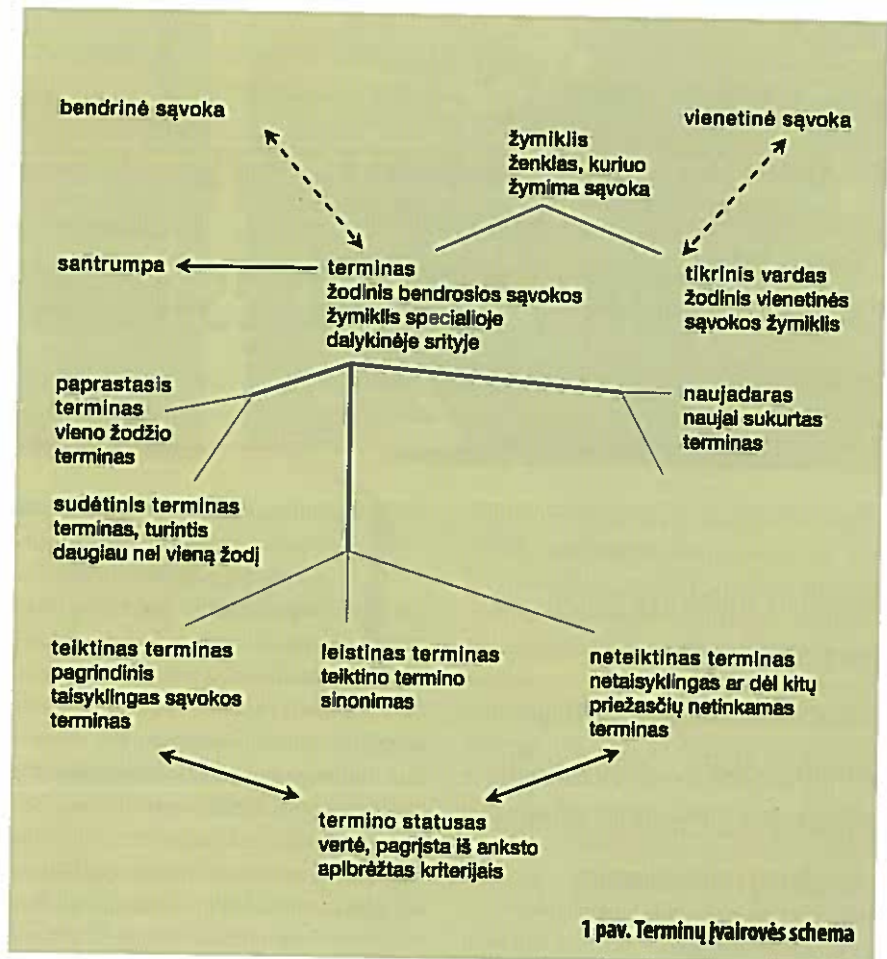 bendrinė sąvoka
vienetinė sąvoka
žymiklis
ženklas, kuriuo
žymima sąvoka
santrumpa
terminas
žodinis bendrosios sąvokos
žymiklis specialioje
dalykinėje srityje
tikrinis vardas
žodinis vienetinės
sąvokos žymiklis
paprastasis
terminas
vieno žodžio
terminas
naujadaras
naujai sukurtas
terminas
sudėtinis terminas
terminas, turintis
daugiau nei vieną žodį
teiktinas terminas
pagrindinis
taisyklingas sąvokos
terminas
leistinas terminas
teiktino termino
sinonimas
neteiktinas terminas
netaisyklingas ar dėl kitų
priežasčių netinkamas
terminas
termino statusas
vertė, pagrįsta iš anksto
apibrėžtas kriterijais
1 pav. Terminų įvairovės schema